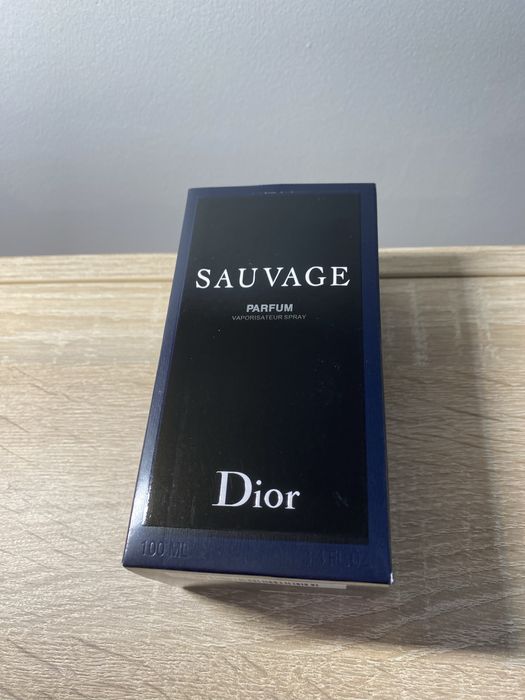 SAUVAGE
PARFUM
VAPORISATEUR SPRAY
Dior
100 ML